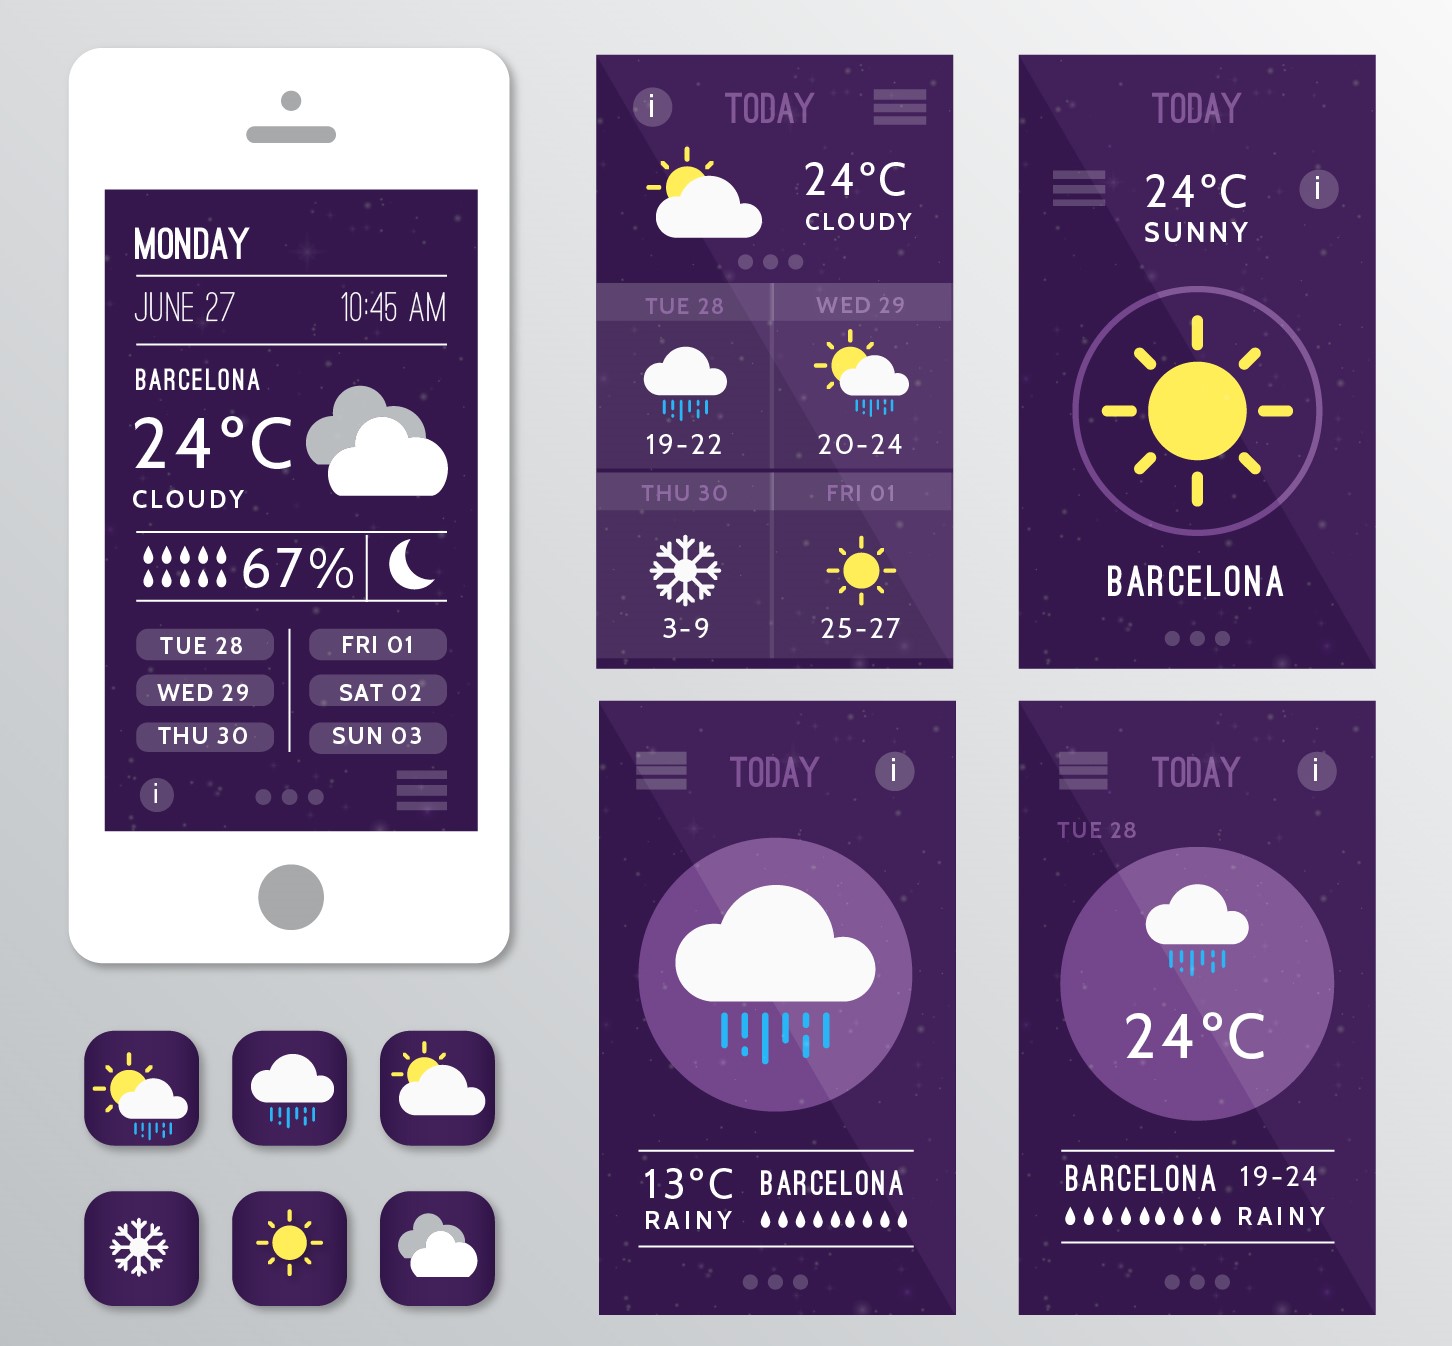 MONDAY
JUNE 27 10:45 AM
BARCELONA
24°C
CLOUDY
67%
TUE 28 FRI 01
WED 29 SAT 02
THU 30 SUN 03
i
i TODAY
24°C
CLOUDY
TUE 28 WED 29
19-22 20-24
THU 30 FRI 01
3-9 25-27
TODAY
24°C i
SUNNY
BARCELONA
TODAY i
13°C BARCELONA
RAINY
TODAY i
TUE 28
24°C
BARCELONA 19-24
RAINY